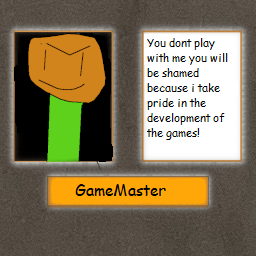 You dont play
with me you will
be shamed
because i take
pride in the
development of
the games!
GameMaster